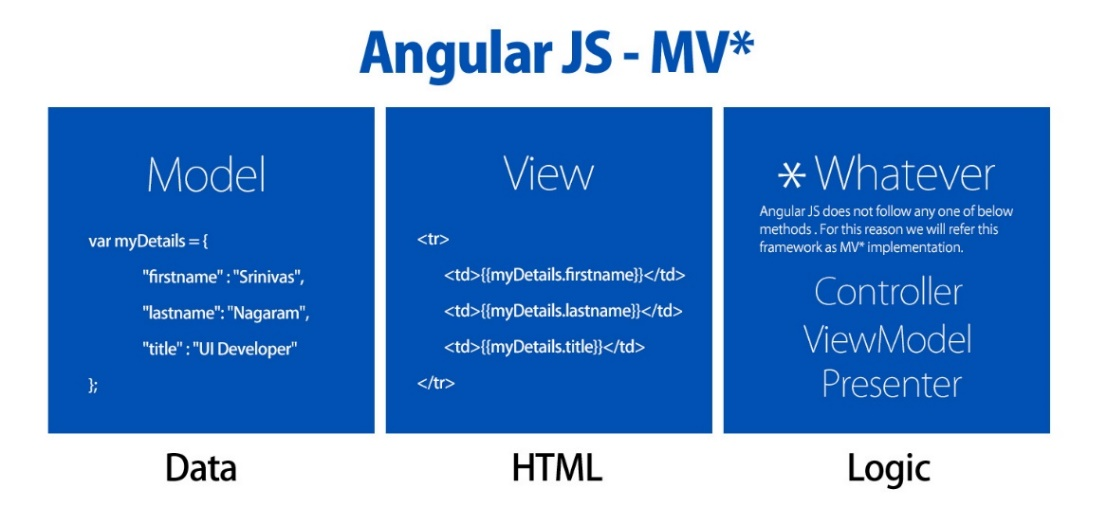 Angular JS - MV*
Model
var myDetails = {
"firstname" : "Srinivas",
"lastname": "Nagaram",
"title" : "UI Developer"
};
Data
View
<tr>
<td>{{myDetails.firstname}}</td>
<td>{{myDetails.lastname}}</td>
<td>{{myDetails.title}}</td>
</tr>
HTML
* Whatever
Angular JS does not follow any one of below
methods . For this reason we will refer this
framework as MV* implementation.
Controller
ViewModel
Presenter
Logic